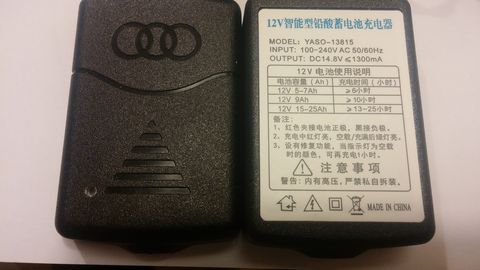 12V智能型铅酸蓄电池充电器
MODEL: YASO-13815
INPUT: 100-240V AC 50/60Hz
OUTPUT: DC14.8V≤1300mA
12V 电池使用说明
电池容量(Ah) 充电时间(小时)
12V 5-7Ah ≥6小时
12V 9Ah ≥10小时
12V 15-25Ah ≥13-25小时
备注:
1、红色夹接电池正极,黑接负极.
2、充电中红灯亮,空载/充满后绿灯亮.
3、设有修复功能,当指示灯为空载
时的颜色,可再充电1小时.
注意事项
警告:内有高压,严禁私自拆装.
MADE IN CHINA